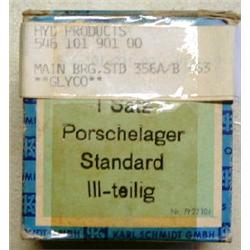 HYD PRODUCTS
546 101 901 00
MAIN BRG.STD 356A/B -63
**GLYCO**
1 Satz
Porschelager
Standard
III-teilig
KARL SCHMIDT GMBH